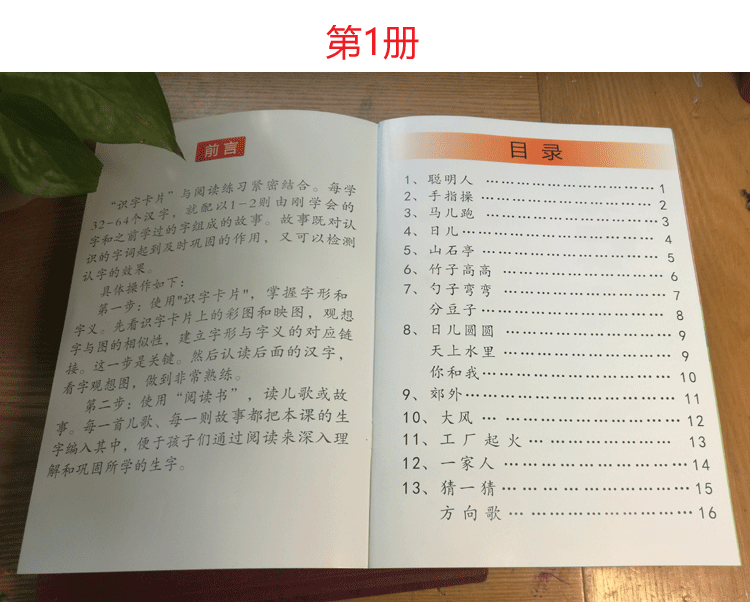 第1册
前言
“识字卡片”与阅读练习紧密结合。每学
32-64个汉字，就配以1-2则由刚学会的
字和之前学过的字组成的故事。故事既对认
识的字词起到及时巩固的作用，又可以检测
认字的效果。
具体操作如下：
第一步：使用"识字卡片"，掌握字形和
字义。先看识字卡片上的彩图和映图，观想
字与图的相似性，建立字形与字义的对应链
接。这一步是关键。然后认读后面的汉字，
看字观想图，做到非常熟练。
第二步：使用“阅读书”，读儿歌或故
事。每一首儿歌、每一则故事都把本课的生
字编入其中，便于孩子们通过阅读来深入理
解和巩固所学的生字。
目录
1、聪明人 ……………………………… 1
2、手指操 ……………………………… 2
3、马儿跑 ……………………………… 3
4、日儿 ……………………………… 4
5、山石亭 ……………………………… 5
6、竹子高高 ……………………………… 6
7、勺子弯弯 ……………………………… 7
分豆子 ……………………………… 8
8、日儿圆圆 ……………………………… 9
天上水里 ……………………………… 9
你和我 ……………………………… 10
9、郊外 ……………………………… 11
10、大风 ……………………………… 12
11、工厂起火 ……………………………… 13
12、一家人 ……………………………… 14
13、猜一猜 ……………………………… 15
方向歌 ……………………………… 16